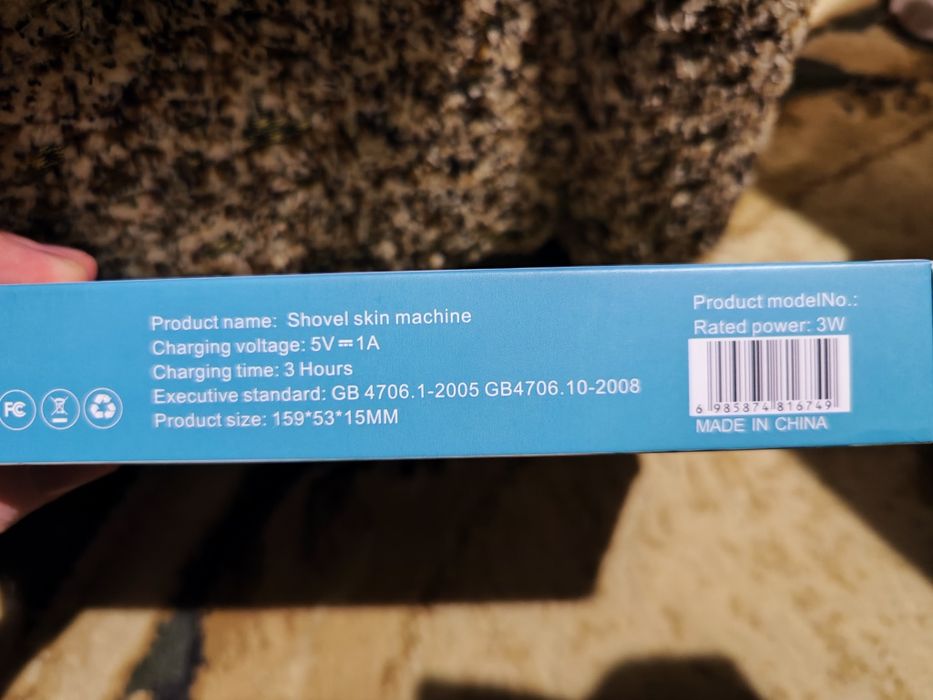 FC
Product name: Shovel skin machine
Charging voltage: 5V⎓1A
Charging time: 3 Hours
Executive standard: GB 4706.1-2005 GB4706.10-2008
Product size: 159*53*15MM
Product modelNo.:
Rated power: 3W
6 985874 816749
MADE IN CHINA